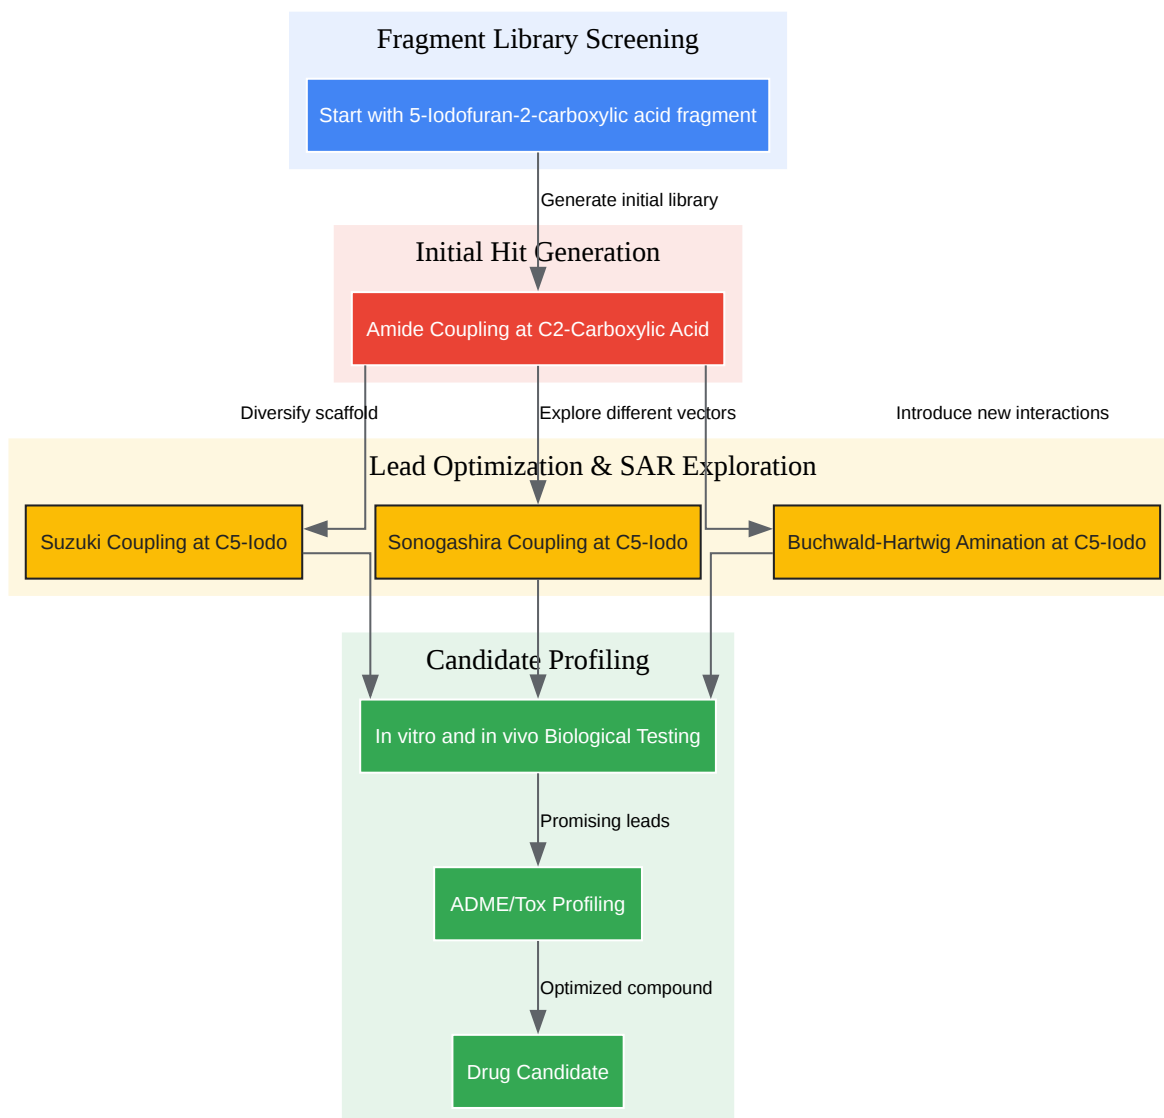 Fragment Library Screening
Start with 5-Iodofuran-2-carboxylic acid fragment
Generate initial library
Initial Hit Generation
Amide Coupling at C2-Carboxylic Acid
Diversify scaffold
Explore different vectors
Introduce new interactions
Lead Optimization & SAR Exploration
Suzuki Coupling at C5-Iodo
Sonogashira Coupling at C5-Iodo
Buchwald-Hartwig Amination at C5-Iodo
Candidate Profiling
In vitro and in vivo Biological Testing
Promising leads
ADME/Tox Profiling
Optimized compound
Drug Candidate